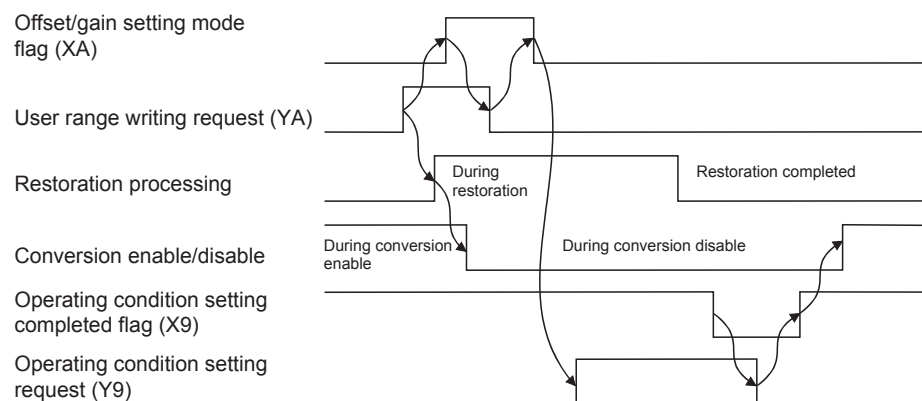 Offset/gain setting mode
flag (XA)
User range writing request (YA)
Restoration processing
During
restoration
Restoration completed
Conversion enable/disable
During conversion
enable
During conversion disable
Operating condition setting
completed flag (X9)
Operating condition setting
request (Y9)